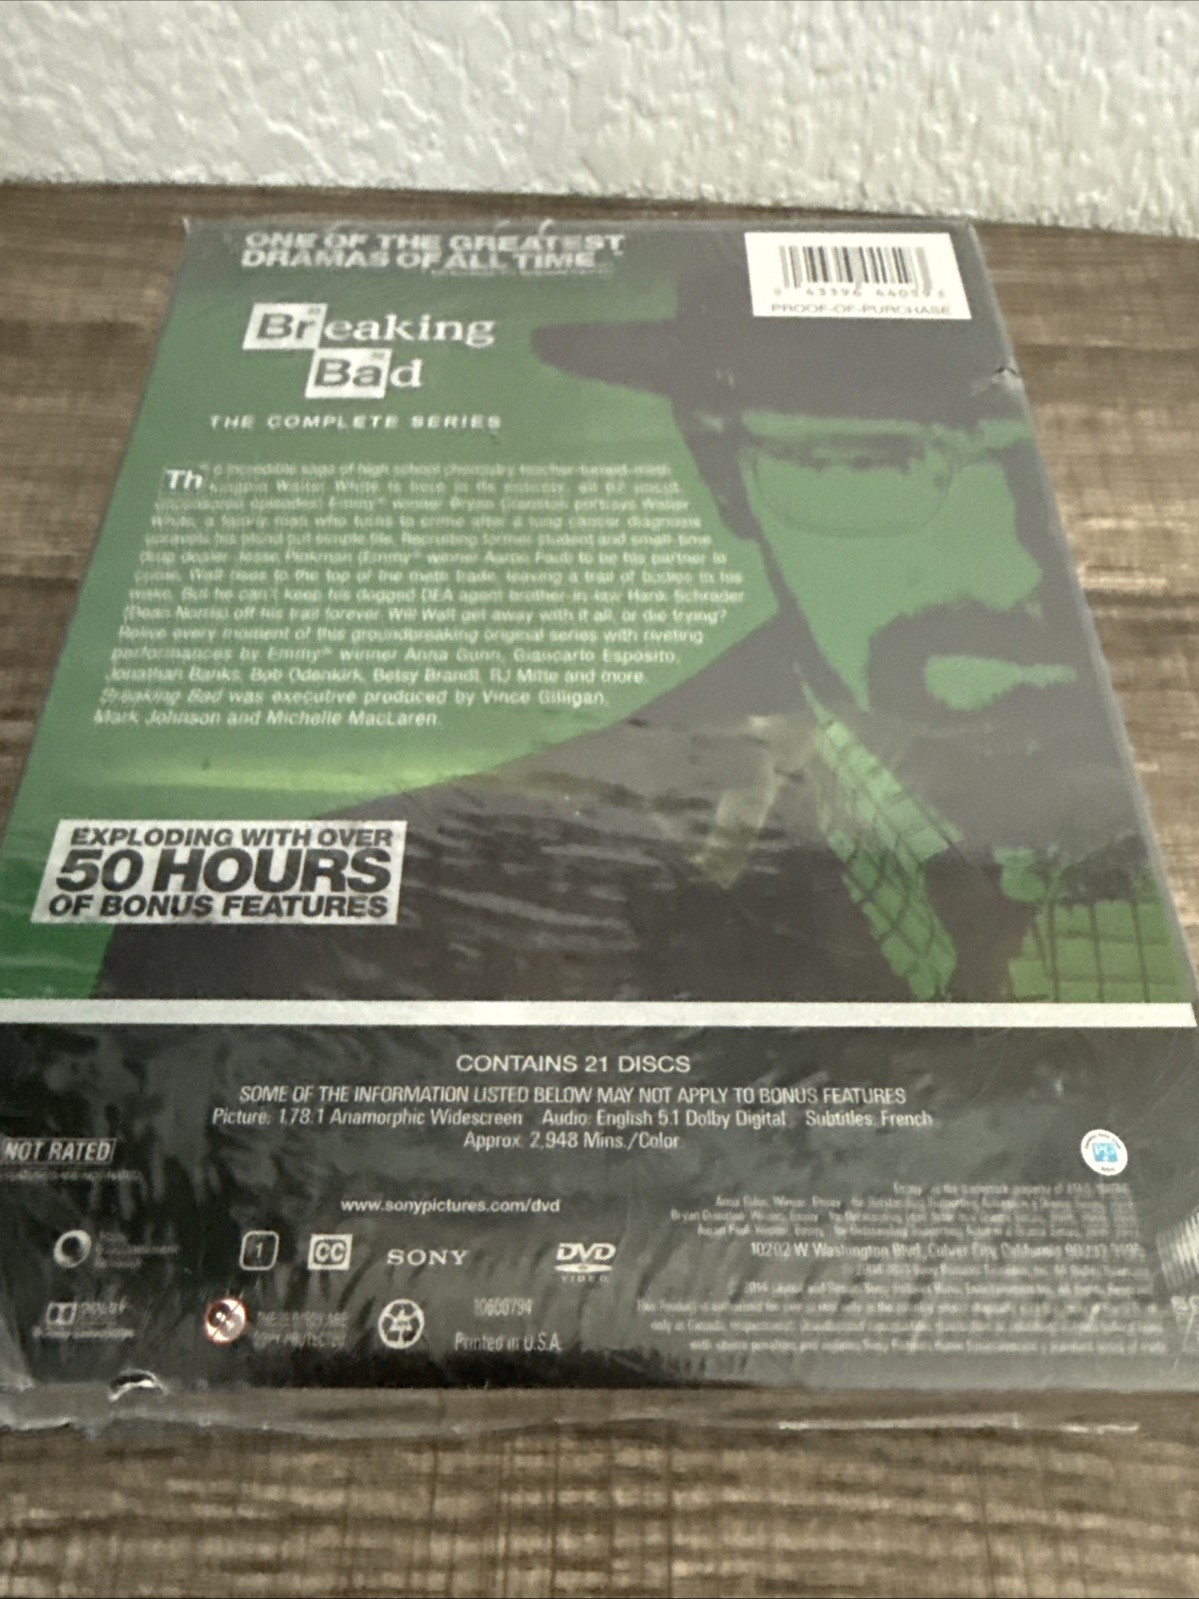 ONE OF THE GREATEST
DRAMAS OF ALL TIME
43396 440593
PROOF-OF-PURCHASE
Breaking
Bad
THE COMPLETE SERIES
The incredible saga of high school chemistry teacher-turned-meth
kingpin Walter White is here in its entirety: all 62 uncut,
uncensored episodes! Emmy® winner Bryan Cranston portrays Walter
White, a family man who turns to crime after a lung cancer diagnosis
unravels his bland but simple life. Recruiting former student and small-time
drug dealer Jesse Pinkman (Emmy® winner Aaron Paul) to be his partner in
crime, Walt rises to the top of the meth trade, leaving a trail of bodies in his
wake. But he can't keep his dogged DEA agent brother-in-law Hank Schrader
(Dean Norris) off his trail forever. Will Walt get away with it all, or die trying?
Relive every moment of this groundbreaking original series with riveting
performances by Emmy® winner Anna Gunn, Giancarlo Esposito,
Jonathan Banks, Bob Odenkirk, Betsy Brandt, RJ Mitte and more.
Breaking Bad was executive produced by Vince Gilligan,
Mark Johnson and Michelle MacLaren.
EXPLODING WITH OVER
50 HOURS
OF BONUS FEATURES
CONTAINS 21 DISCS
SOME OF THE INFORMATION LISTED BELOW MAY NOT APPLY TO BONUS FEATURES
Picture: 1.78:1 Anamorphic Widescreen Audio: English 5.1 Dolby Digital Subtitles: French
Approx. 2,948 Mins./Color
NOT RATED
www.sonypictures.com/dvd
1
CC
SONY
DVD
VIDEO
10202 W. Washington Blvd., Culver City, California 90232
DOLBY
10600794
Printed in U.S.A.